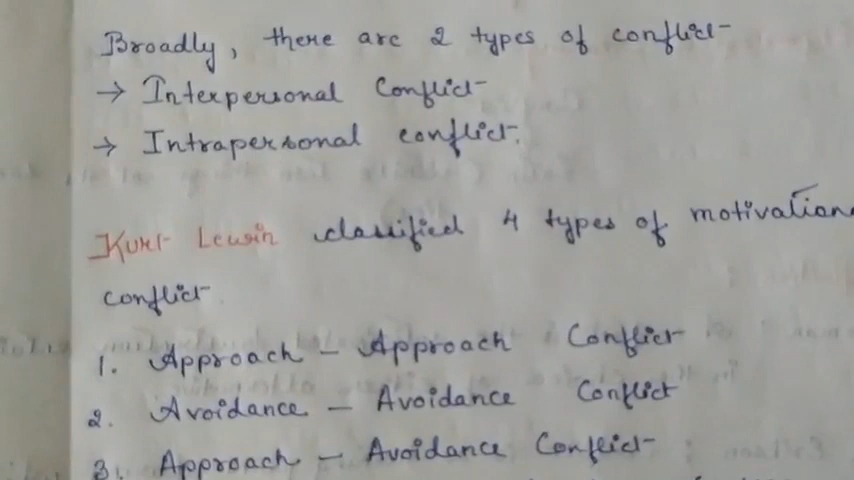 Broadly, there are 2 types of conflict
→ Interpersonal Conflict
→ Intrapersonal conflict.
Kurt Lewin classified 4 types of motivation
conflict
1. Approach - Approach Conflict
2. Avoidance - Avoidance Conflict
3. Approach - Avoidance Conflict